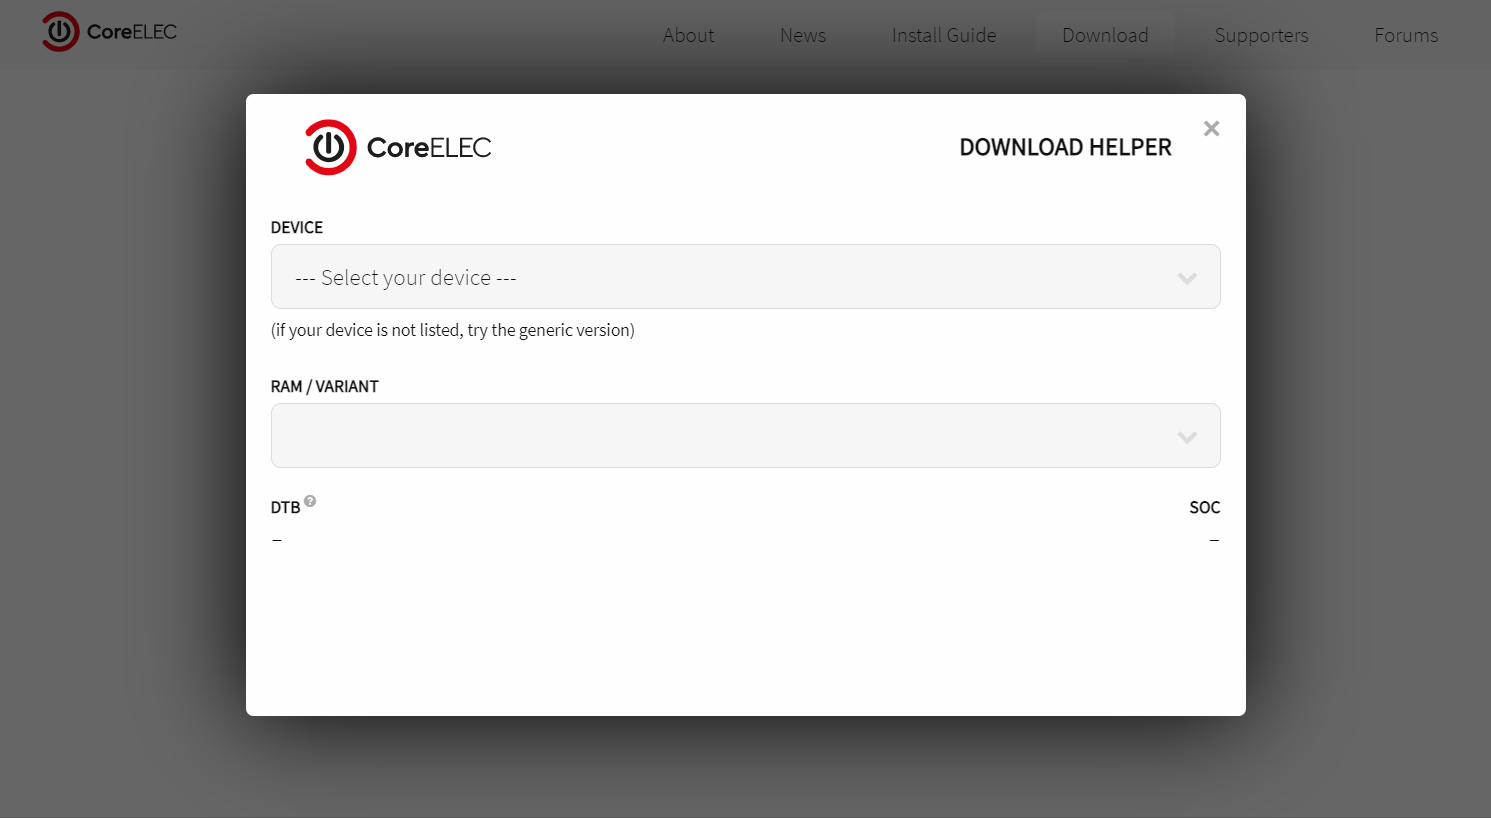 CoreELEC
About
News
Install Guide
Download
Supporters
Forums
CoreELEC
×
DOWNLOAD HELPER
DEVICE
--- Select your device ---
(if your device is not listed, try the generic version)
RAM / VARIANT
DTB ?
SOC
–
–